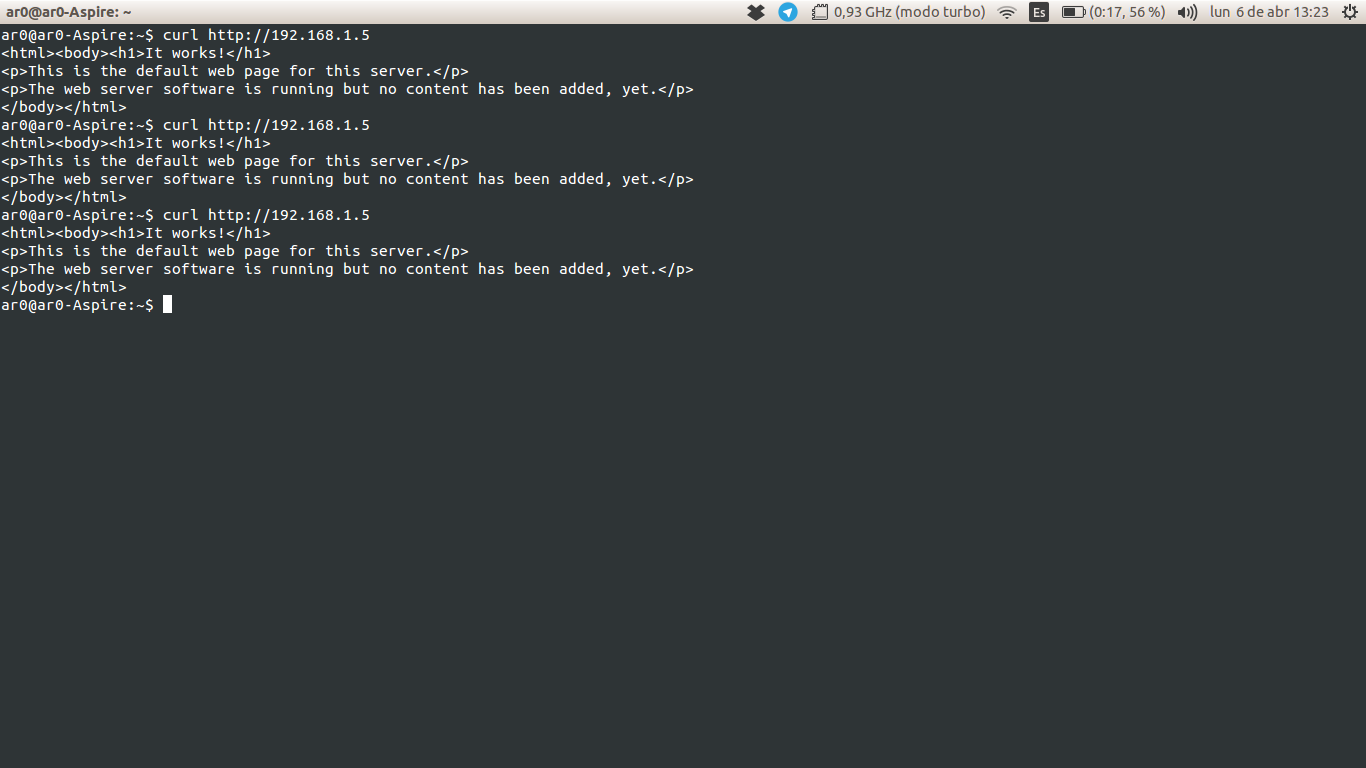 ar0@ar0-Aspire: ~ 0,93 GHz (modo turbo) Es (0:17, 56 %) lun 6 de abr 13:23
ar0@ar0-Aspire:~$ curl http://192.168.1.5
<html><body><h1>It works!</h1>
<p>This is the default web page for this server.</p>
<p>The web server software is running but no content has been added, yet.</p>
</body></html>
ar0@ar0-Aspire:~$ curl http://192.168.1.5
<html><body><h1>It works!</h1>
<p>This is the default web page for this server.</p>
<p>The web server software is running but no content has been added, yet.</p>
</body></html>
ar0@ar0-Aspire:~$ curl http://192.168.1.5
<html><body><h1>It works!</h1>
<p>This is the default web page for this server.</p>
<p>The web server software is running but no content has been added, yet.</p>
</body></html>
ar0@ar0-Aspire:~$